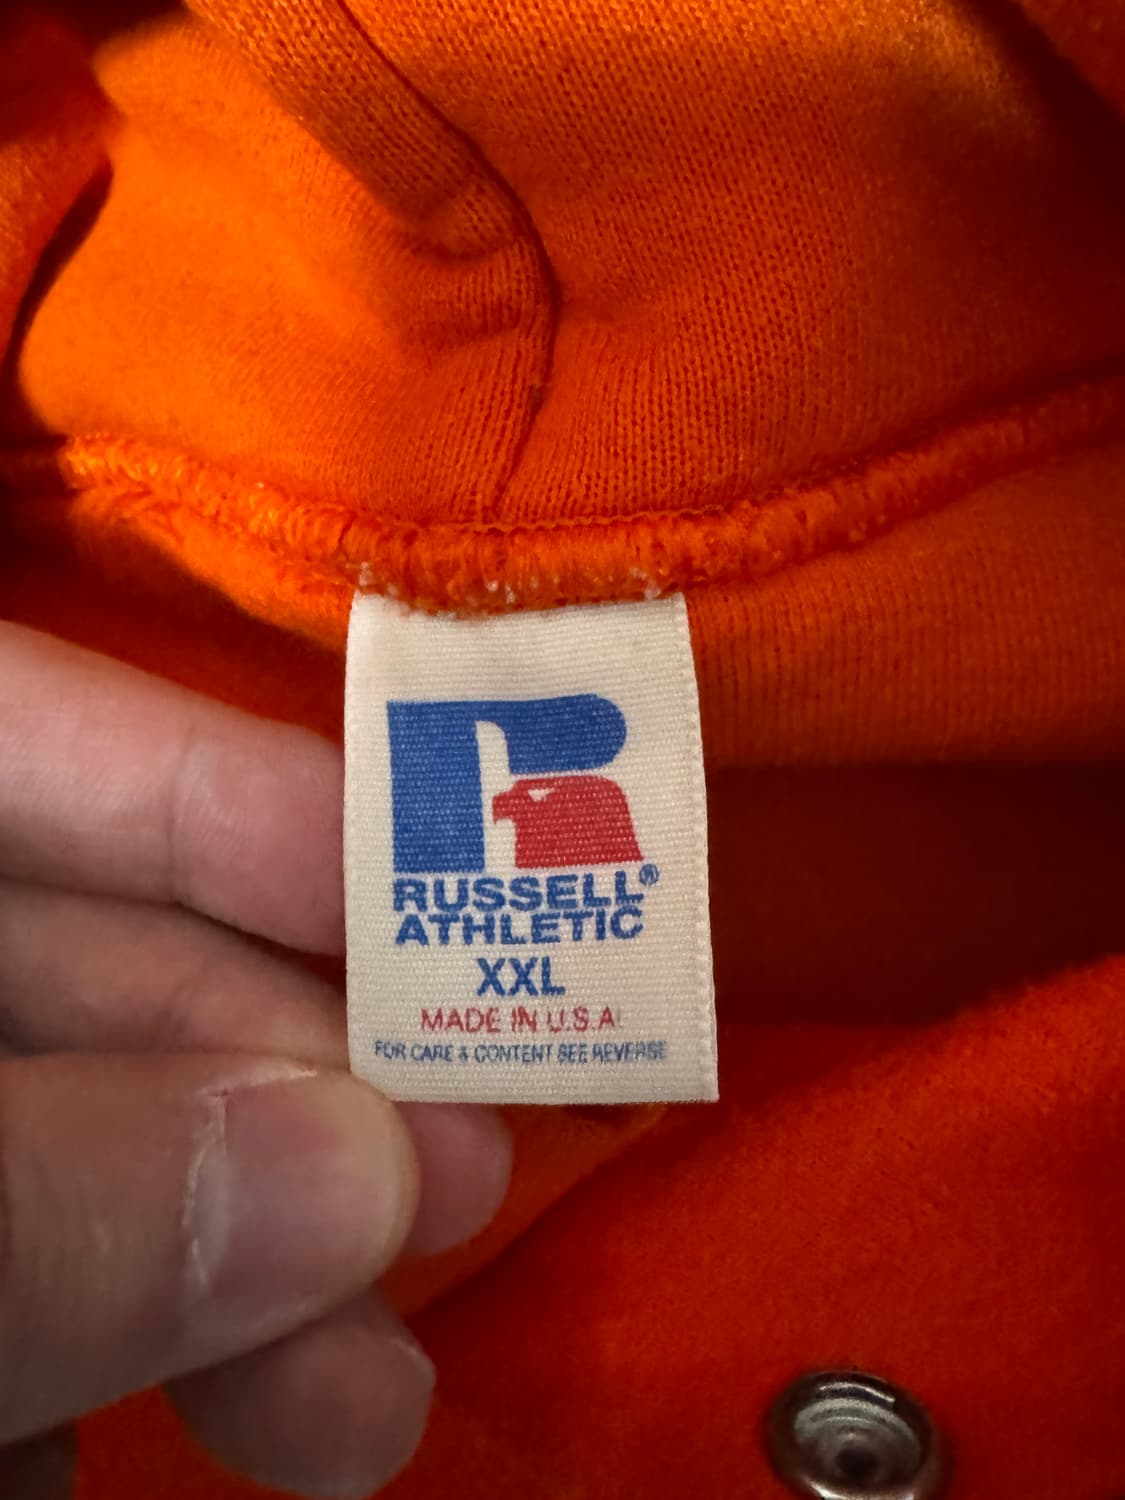 RUSSELL®
ATHLETIC
XXL
MADE IN U.S.A.
FOR CARE & CONTENT SEE REVERSE